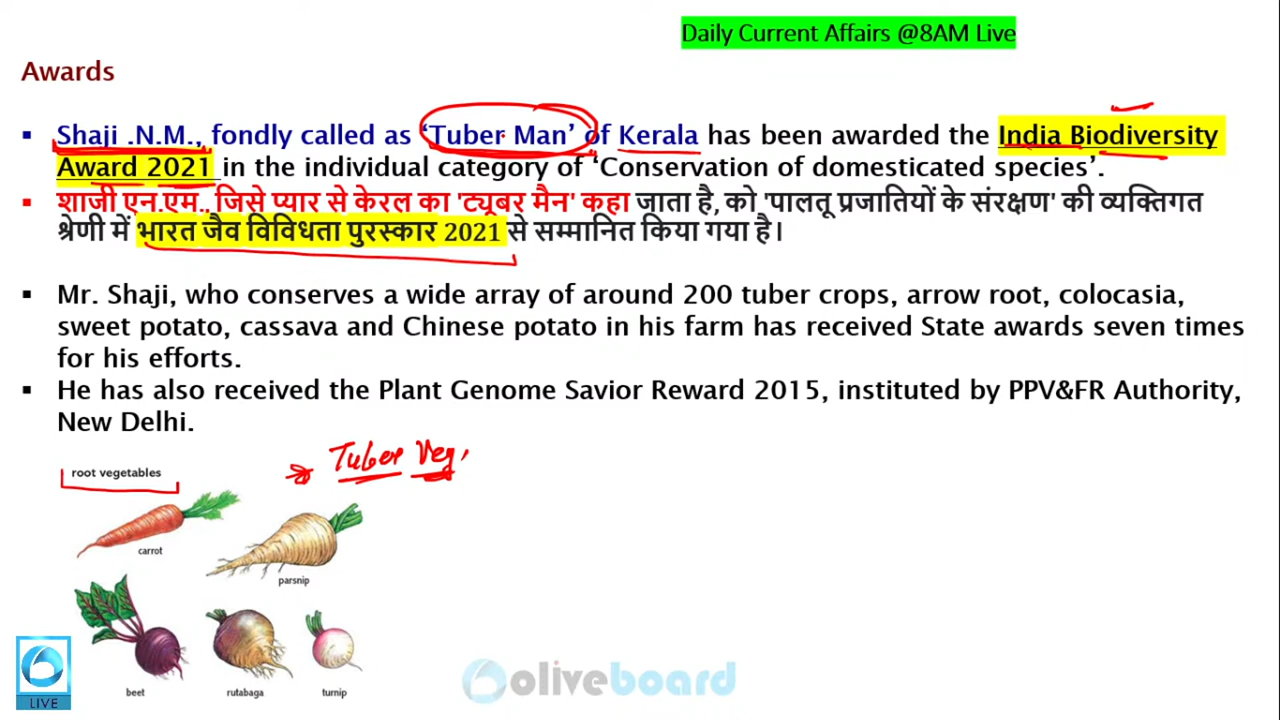 Daily Current Affairs @8AM Live
Awards
▪ Shaji .N.M., fondly called as ‘Tuber Man’ of Kerala has been awarded the India Biodiversity
Award 2021 in the individual category of ‘Conservation of domesticated species’.
▪ शाजी एन.एम., जिसे प्यार से केरल का 'ट्यूबर मैन' कहा जाता है, को 'पालतू प्रजातियों के संरक्षण' की व्यक्तिगत
श्रेणी में भारत जैव विविधता पुरस्कार 2021 से सम्मानित किया गया है।
▪ Mr. Shaji, who conserves a wide array of around 200 tuber crops, arrow root, colocasia,
sweet potato, cassava and Chinese potato in his farm has received State awards seven times
for his efforts.
▪ He has also received the Plant Genome Savior Reward 2015, instituted by PPV&FR Authority,
New Delhi.
Tuber Veg.
root vegetables
carrot
parsnip
beet
rutabaga
turnip
LIVE
oliveboard